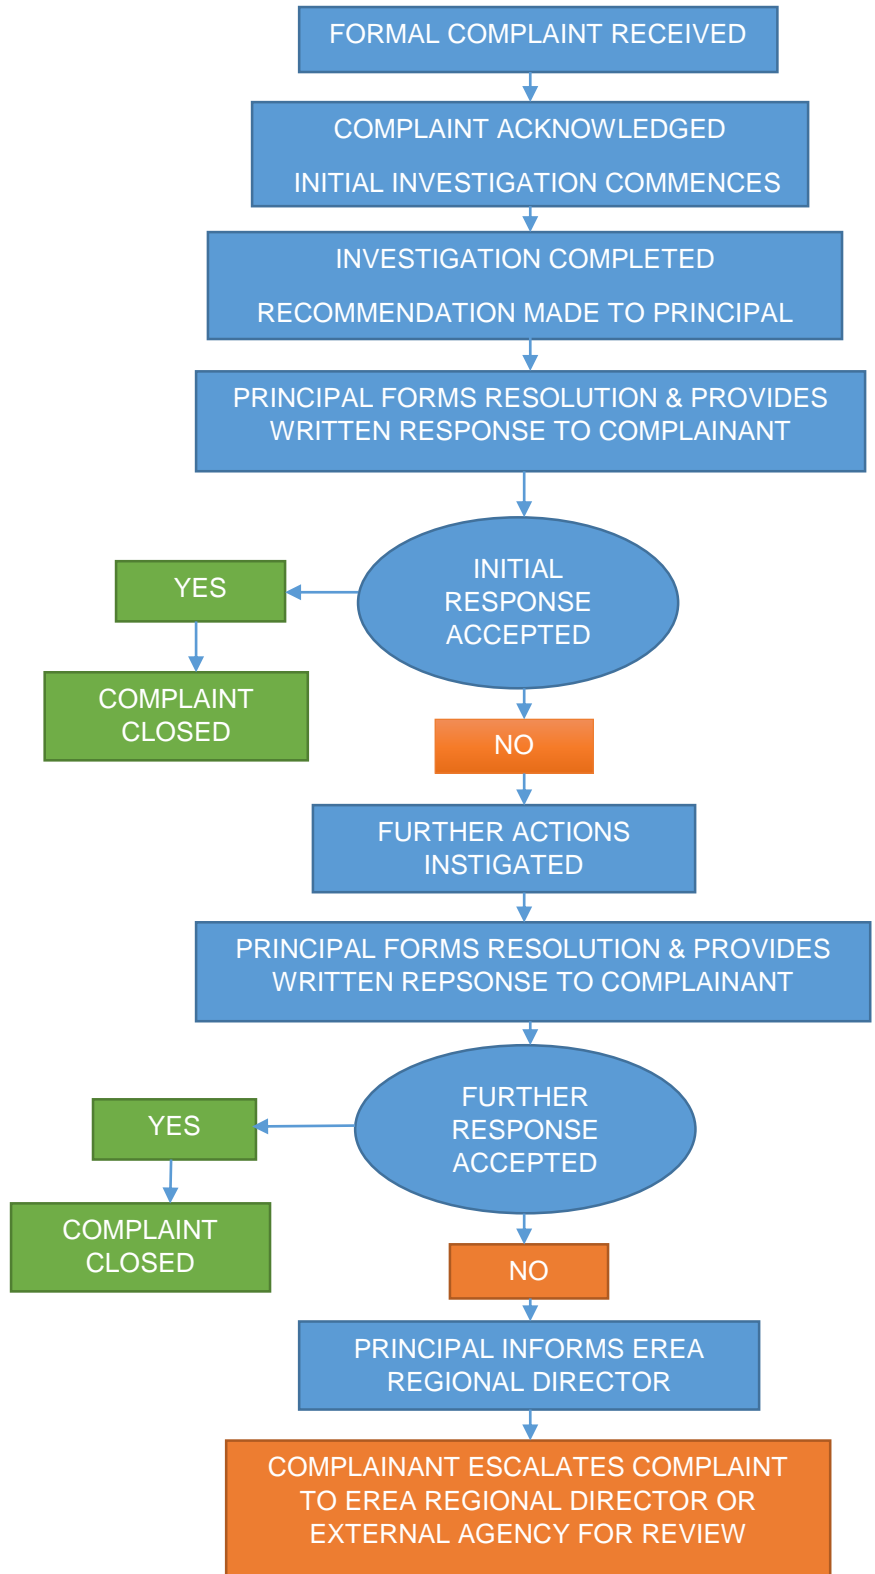 FORMAL COMPLAINT RECEIVED
COMPLAINT ACKNOWLEDGED
INITIAL INVESTIGATION COMMENCES
INVESTIGATION COMPLETED
RECOMMENDATION MADE TO PRINCIPAL
PRINCIPAL FORMS RESOLUTION & PROVIDES
WRITTEN RESPONSE TO COMPLAINANT
INITIAL
RESPONSE
ACCEPTED
YES
COMPLAINT
CLOSED
NO
FURTHER ACTIONS
INSTIGATED
PRINCIPAL FORMS RESOLUTION & PROVIDES
WRITTEN REPSONSE TO COMPLAINANT
FURTHER
RESPONSE
ACCEPTED
YES
COMPLAINT
CLOSED
NO
PRINCIPAL INFORMS EREA
REGIONAL DIRECTOR
COMPLAINANT ESCALATES COMPLAINT
TO EREA REGIONAL DIRECTOR OR
EXTERNAL AGENCY FOR REVIEW